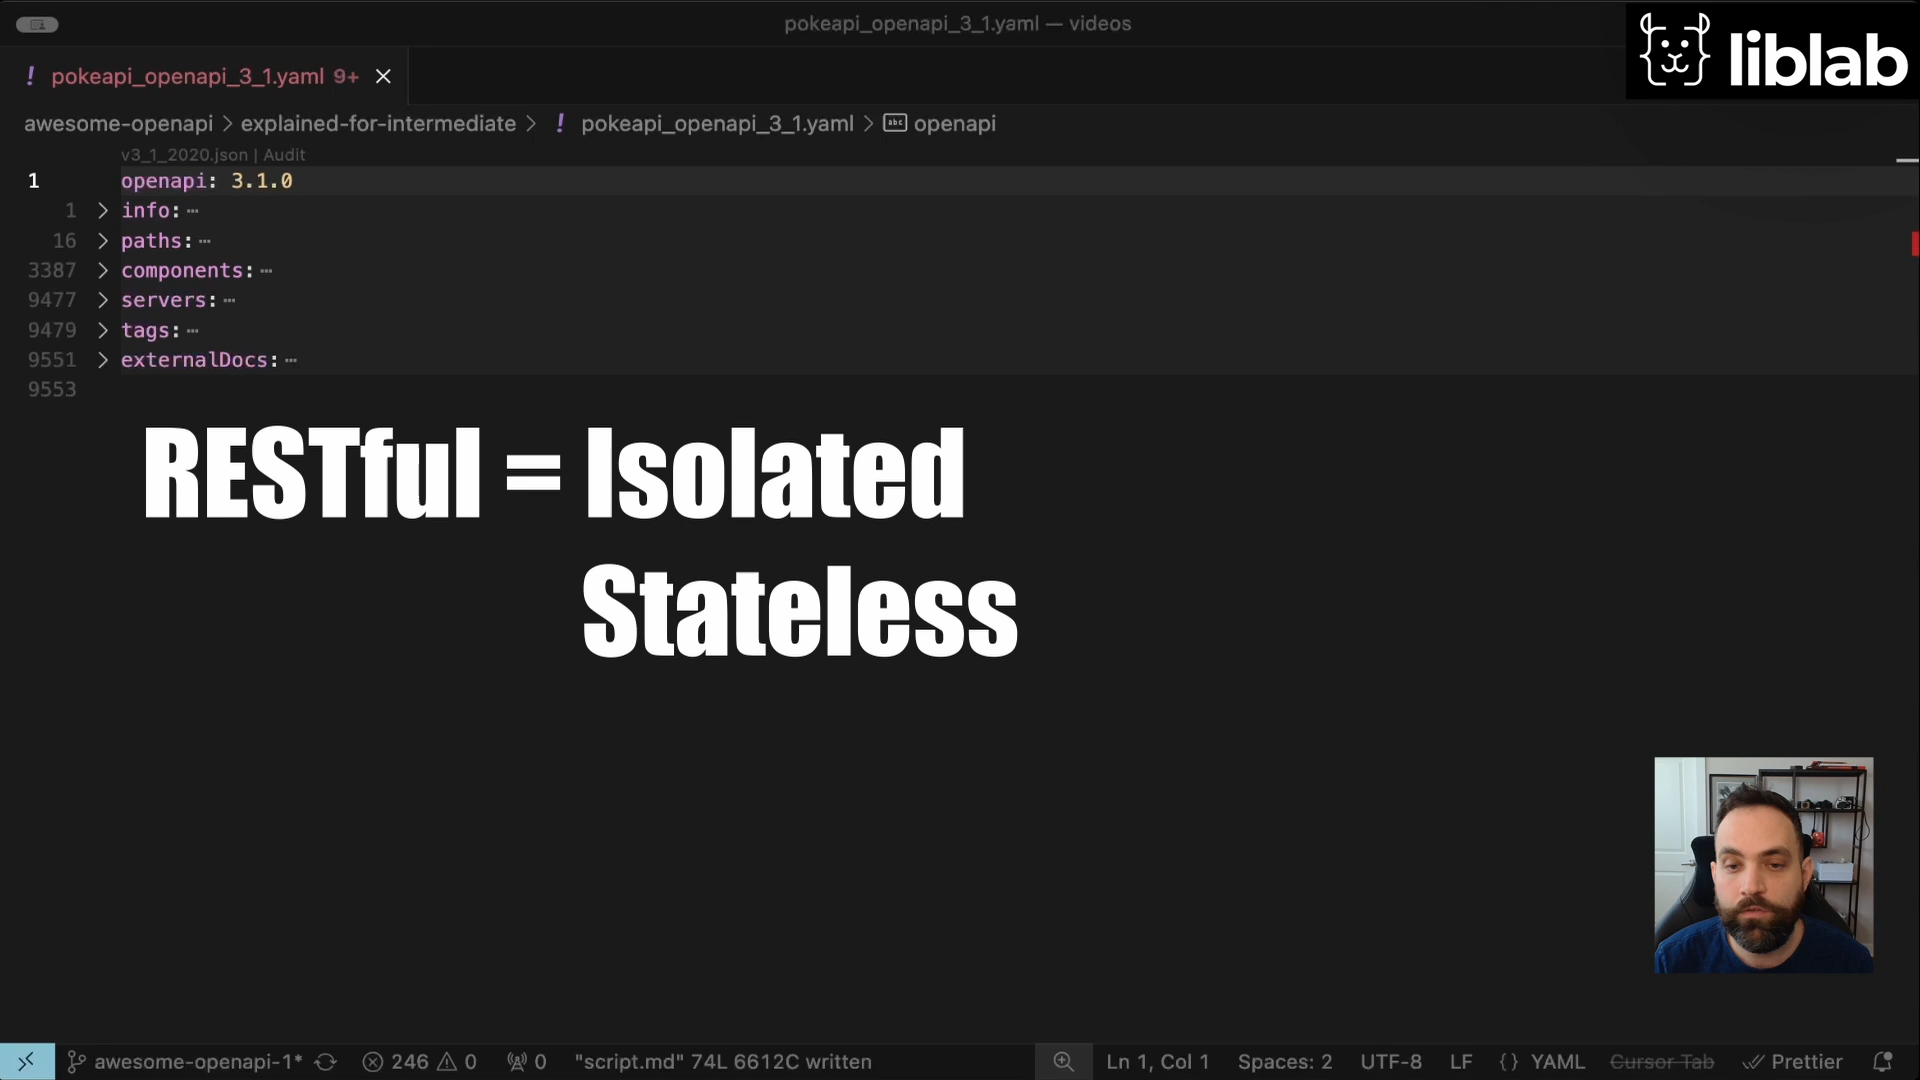 pokeapi_openapi_3_1.yaml — videos
liblab
! pokeapi_openapi_3_1.yaml 9+
awesome-openapi > explained-for-intermediate > ! pokeapi_openapi_3_1.yaml > abc openapi
v3_1_2020.json | Audit
1 openapi: 3.1.0
1 > info: ⋯
16 > paths: ⋯
3387 > components: ⋯
9477 > servers: ⋯
9479 > tags: ⋯
9551 > externalDocs: ⋯
9553
RESTful = Isolated
Stateless
awesome-openapi-1* 246 0 0 "script.md" 74L 6612C written Ln 1, Col 1 Spaces: 2 UTF-8 LF {} YAML Cursor Tab Prettier